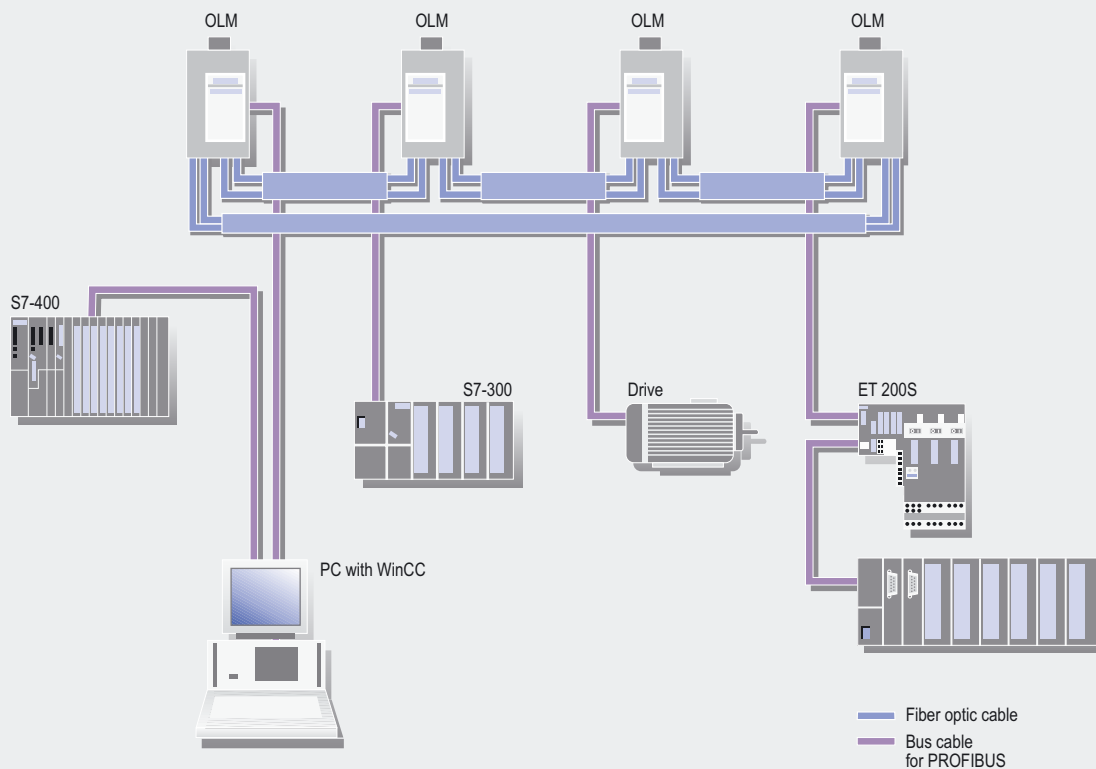 OLM
OLM
OLM
OLM
S7-400
S7-300
Drive
ET 200S
PC with WinCC
Fiber optic cable
Bus cable
for PROFIBUS